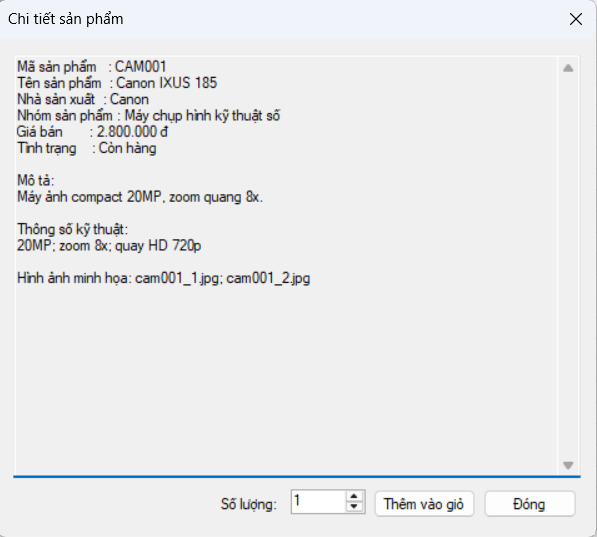 Chi tiết sản phẩm
Mã sản phẩm : CAM001
Tên sản phẩm : Canon IXUS 185
Nhà sản xuất : Canon
Nhóm sản phẩm : Máy chụp hình kỹ thuật số
Giá bán : 2.800.000 đ
Tình trạng : Còn hàng
Mô tả:
Máy ảnh compact 20MP, zoom quang 8x.
Thông số kỹ thuật:
20MP; zoom 8x; quay HD 720p
Hình ảnh minh họa: cam001_1.jpg; cam001_2.jpg
Số lượng: 1 Thêm vào giỏ Đóng